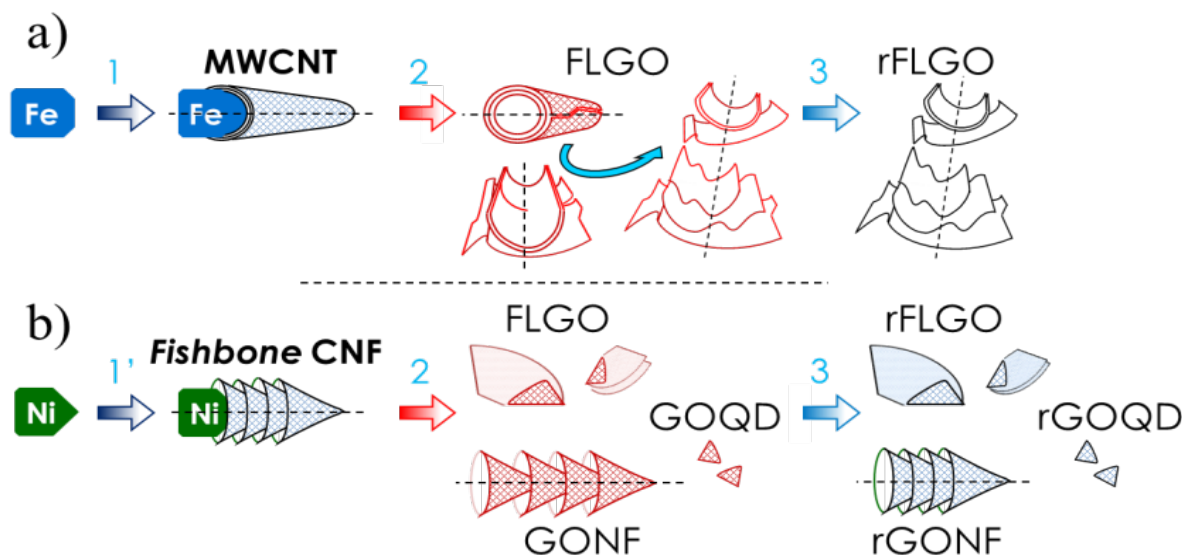 a)
1 MWCNT 2 FLGO 3 rFLGO
Fe Fe
b)
FLGO rFLGO
1' Fishbone CNF 2 3
Ni Ni
GOQD rGOQD
GONF rGONF